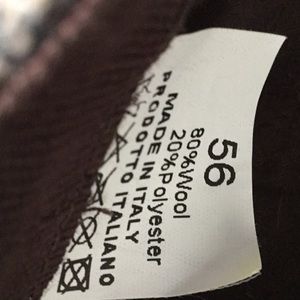 56
80%Wool
20%Polyester
MADE IN ITALY
PRODOTTO ITALIANO